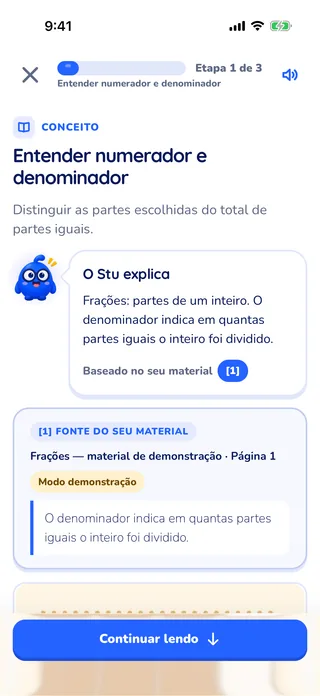 9:41
Etapa 1 de 3
Entender numerador e denominador
CONCEITO
Entender numerador e
denominador
Distinguir as partes escolhidas do total de
partes iguais.
O Stu explica
Frações: partes de um inteiro. O
denominador indica em quantas
partes iguais o inteiro foi dividido.
Baseado no seu material [1]
[1] FONTE DO SEU MATERIAL
Frações — material de demonstração · Página 1
Modo demonstração
O denominador indica em quantas partes
iguais o inteiro foi dividido.
Continuar lendo ↓